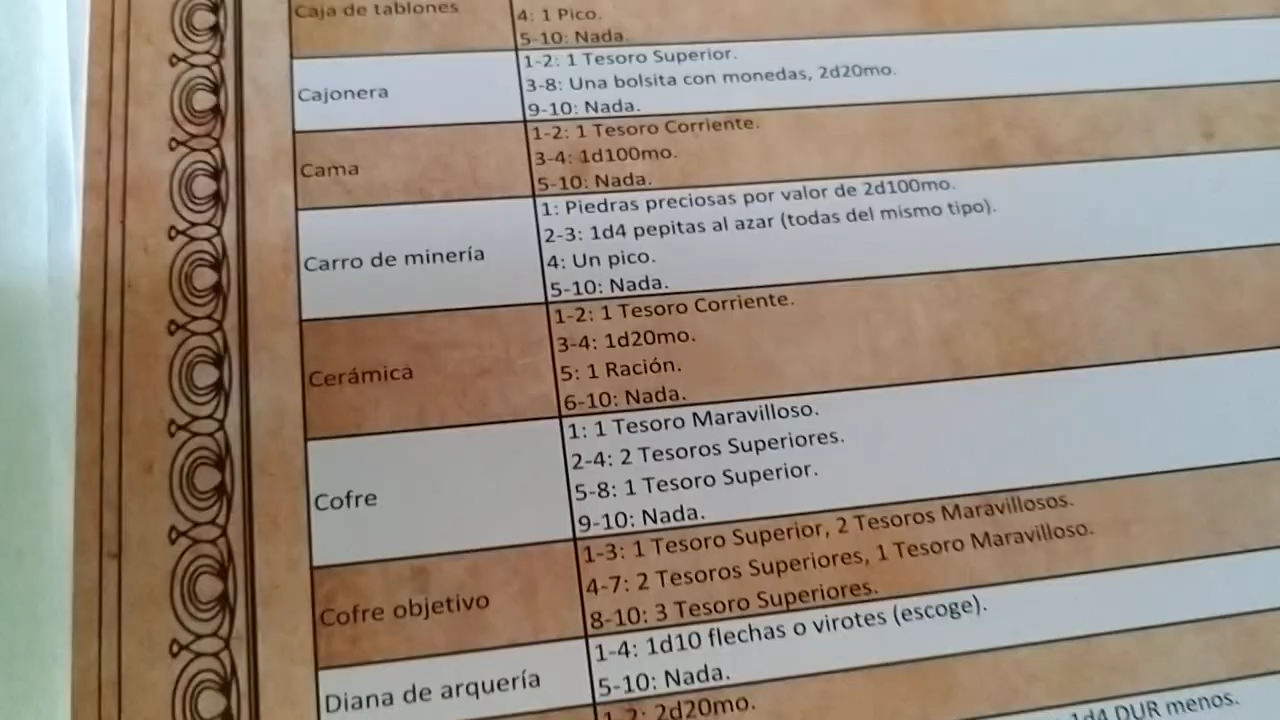 Caja de tablones
4: 1 Pico.
5-10: Nada.
Cajonera
1-2: 1 Tesoro Superior.
3-8: Una bolsita con monedas, 2d20mo.
9-10: Nada.
Cama
1-2: 1 Tesoro Corriente.
3-4: 1d100mo.
5-10: Nada.
Carro de minería
1: Piedras preciosas por valor de 2d100mo.
2-3: 1d4 pepitas al azar (todas del mismo tipo).
4: Un pico.
5-10: Nada.
Cerámica
1-2: 1 Tesoro Corriente.
3-4: 1d20mo.
5: 1 Ración.
6-10: Nada.
Cofre
1: 1 Tesoro Maravilloso.
2-4: 2 Tesoros Superiores.
5-8: 1 Tesoro Superior.
9-10: Nada.
Cofre objetivo
1-3: 1 Tesoro Superior, 2 Tesoros Maravillosos.
4-7: 2 Tesoros Superiores, 1 Tesoro Maravilloso.
8-10: 3 Tesoro Superiores.
Diana de arquería
1-4: 1d10 flechas o virotes (escoge).
5-10: Nada.
1-2: 2d20mo.
1d4 DUR menos.